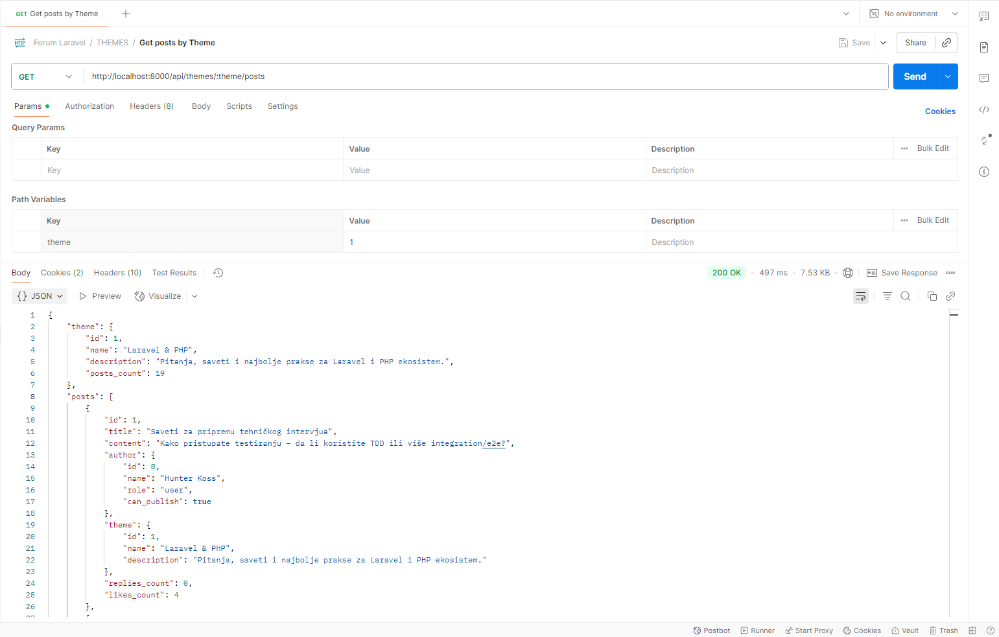 GET Get posts by Theme
No environment
HTTP Forum Laravel / THEMES / Get posts by Theme
Save
Share
GET
http://localhost:8000/api/themes/:theme/posts
Send
Params
Authorization
Headers (8)
Body
Scripts
Settings
Cookies
Query Params
Key Value Description ••• Bulk Edit
Key Value Description
Path Variables
Key Value Description ••• Bulk Edit
theme 1 Description
Body Cookies (2) Headers (10) Test Results
200 OK • 497 ms • 7.53 KB • e.g. Save Response •••
{} JSON Preview Visualize
1 {
2 "theme": {
3 "id": 1,
4 "name": "Laravel & PHP",
5 "description": "Pitanja, saveti i najbolje prakse za Laravel i PHP ekosistem.",
6 "posts_count": 19
7 },
8 "posts": [
9 {
10 "id": 1,
11 "title": "Saveti za pripremu tehničkog intervjua",
12 "content": "Kako pristupate testiranju – da li koristite TDD ili više integration/e2e?",
13 "author": {
14 "id": 8,
15 "name": "Hunter Koss",
16 "role": "user",
17 "can_publish": true
18 },
19 "theme": {
20 "id": 1,
21 "name": "Laravel & PHP",
22 "description": "Pitanja, saveti i najbolje prakse za Laravel i PHP ekosistem."
23 },
24 "replies_count": 0,
25 "likes_count": 4
26 },
27 {
Postbot Runner Start Proxy Cookies Vault Trash